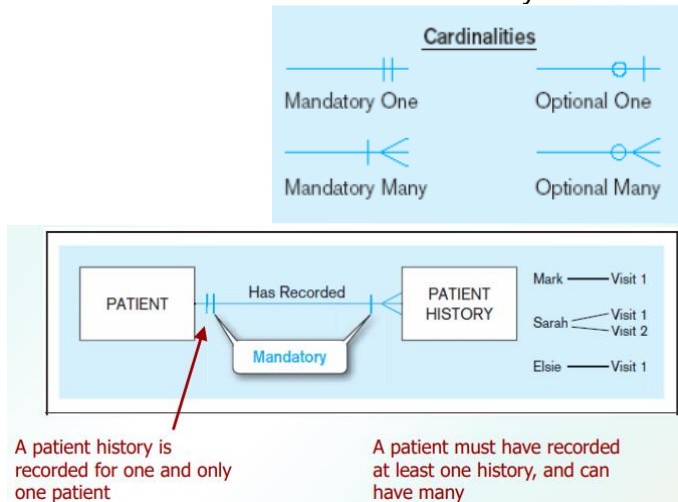 Cardinalities
Mandatory One
Optional One
Mandatory Many
Optional Many
PATIENT
Has Recorded
PATIENT
HISTORY
Mandatory
Mark Visit 1
Sarah Visit 1
Visit 2
Elsie Visit 1
A patient history is
recorded for one and only
one patient
A patient must have recorded
at least one history, and can
have many